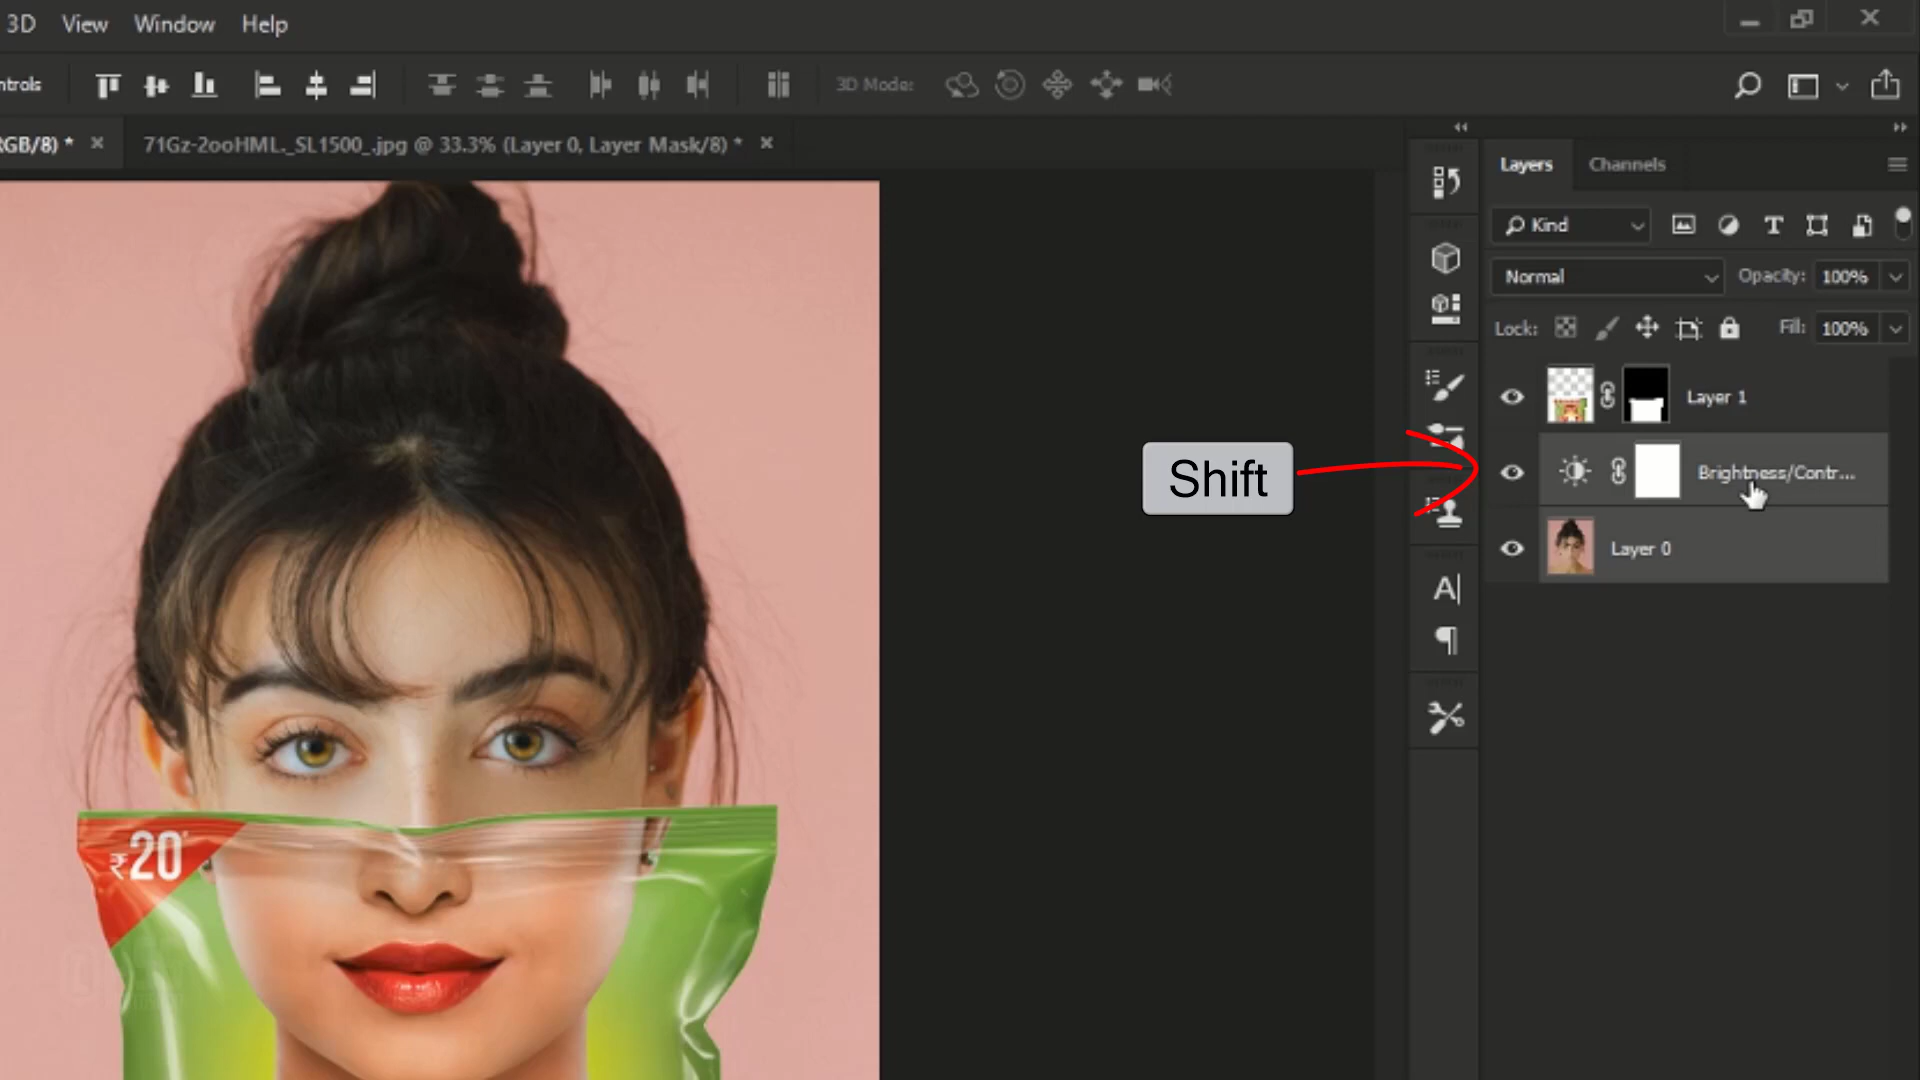 3D View Window Help
ntrols 3D Mode:
RGB/8) * × 71Gz-2ooHML._SL1500_.jpg @ 33.3% (Layer 0, Layer Mask/8) * ×
Layers Channels
Kind
Normal Opacity: 100%
Lock: Fill: 100%
Layer 1
Shift
Brightness/Contr...
Layer 0
₹20